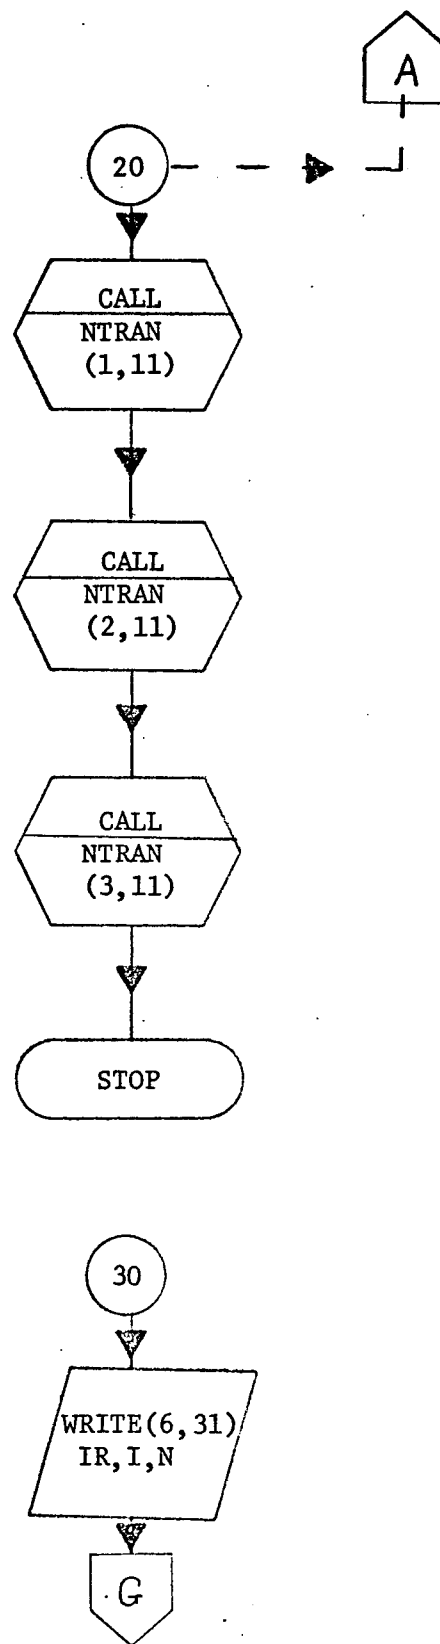 A
20
CALL
NTRAN
(1,11)
CALL
NTRAN
(2,11)
CALL
NTRAN
(3,11)
STOP
30
WRITE(6,31)
IR,I,N
G